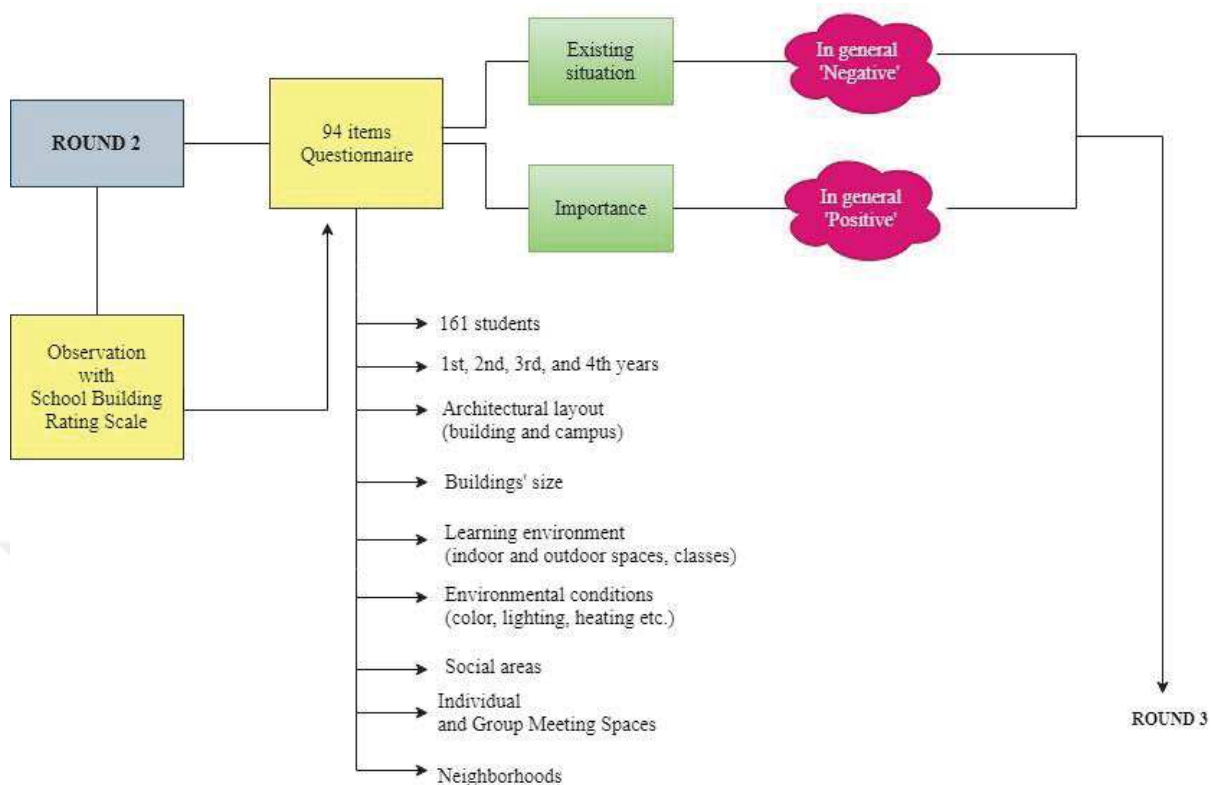 Existing
situation
In general
'Negative'
ROUND 2
94 items
Questionnaire
Importance
In general
'Positive'
Observation
with
School Building
Rating Scale
161 students
1st, 2nd, 3rd, and 4th years
Architectural layout
(building and campus)
Buildings' size
Learning environment
(indoor and outdoor spaces, classes)
Environmental conditions
(color, lighting, heating etc.)
Social areas
Individual
and Group Meeting Spaces
Neighborhoods
ROUND 3